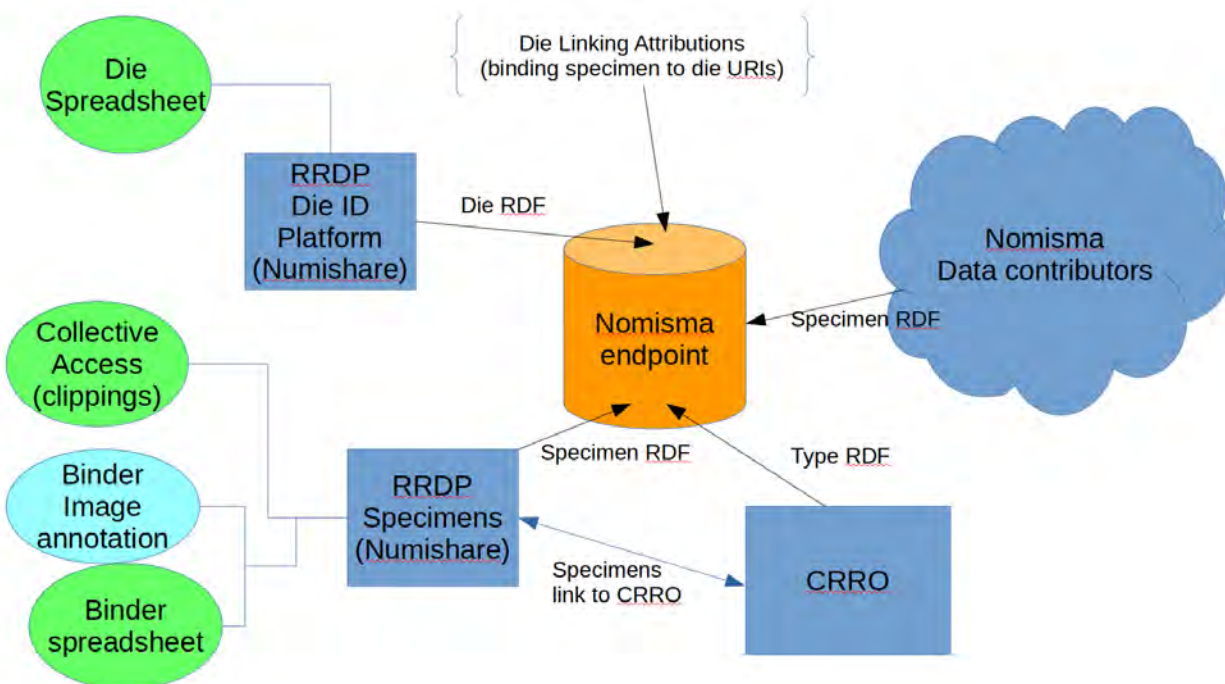 Die
Spreadsheet
Die Linking Attributions
(binding specimen to die URIs)
RRDP
Die ID
Platform
(Numishare)
Die RDF
Nomisma
Data contributors
Specimen RDF
Nomisma
endpoint
Collective
Access
(clippings)
Binder
Image
annotation
Binder
spreadsheet
RRDP
Specimens
(Numishare)
Specimen RDF
Type RDF
Specimens
link to CRRO
CRRO